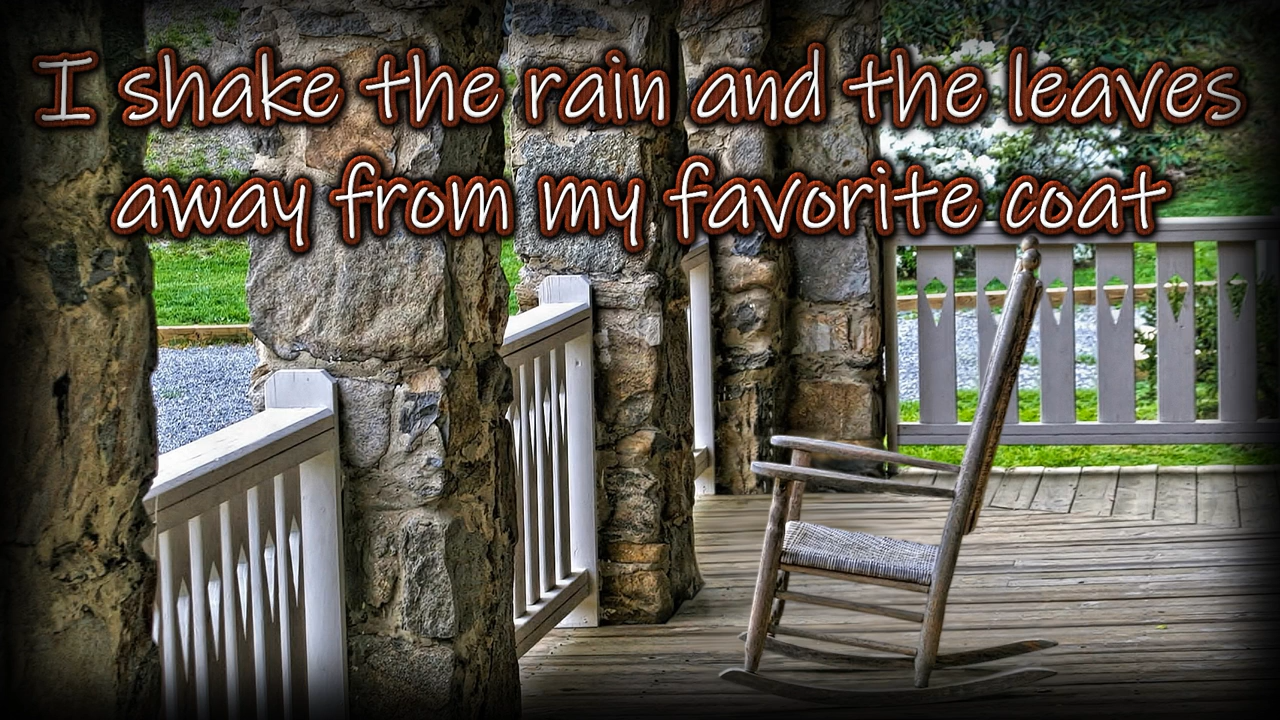 I shake the rain and the leaves
away from my favorite coat